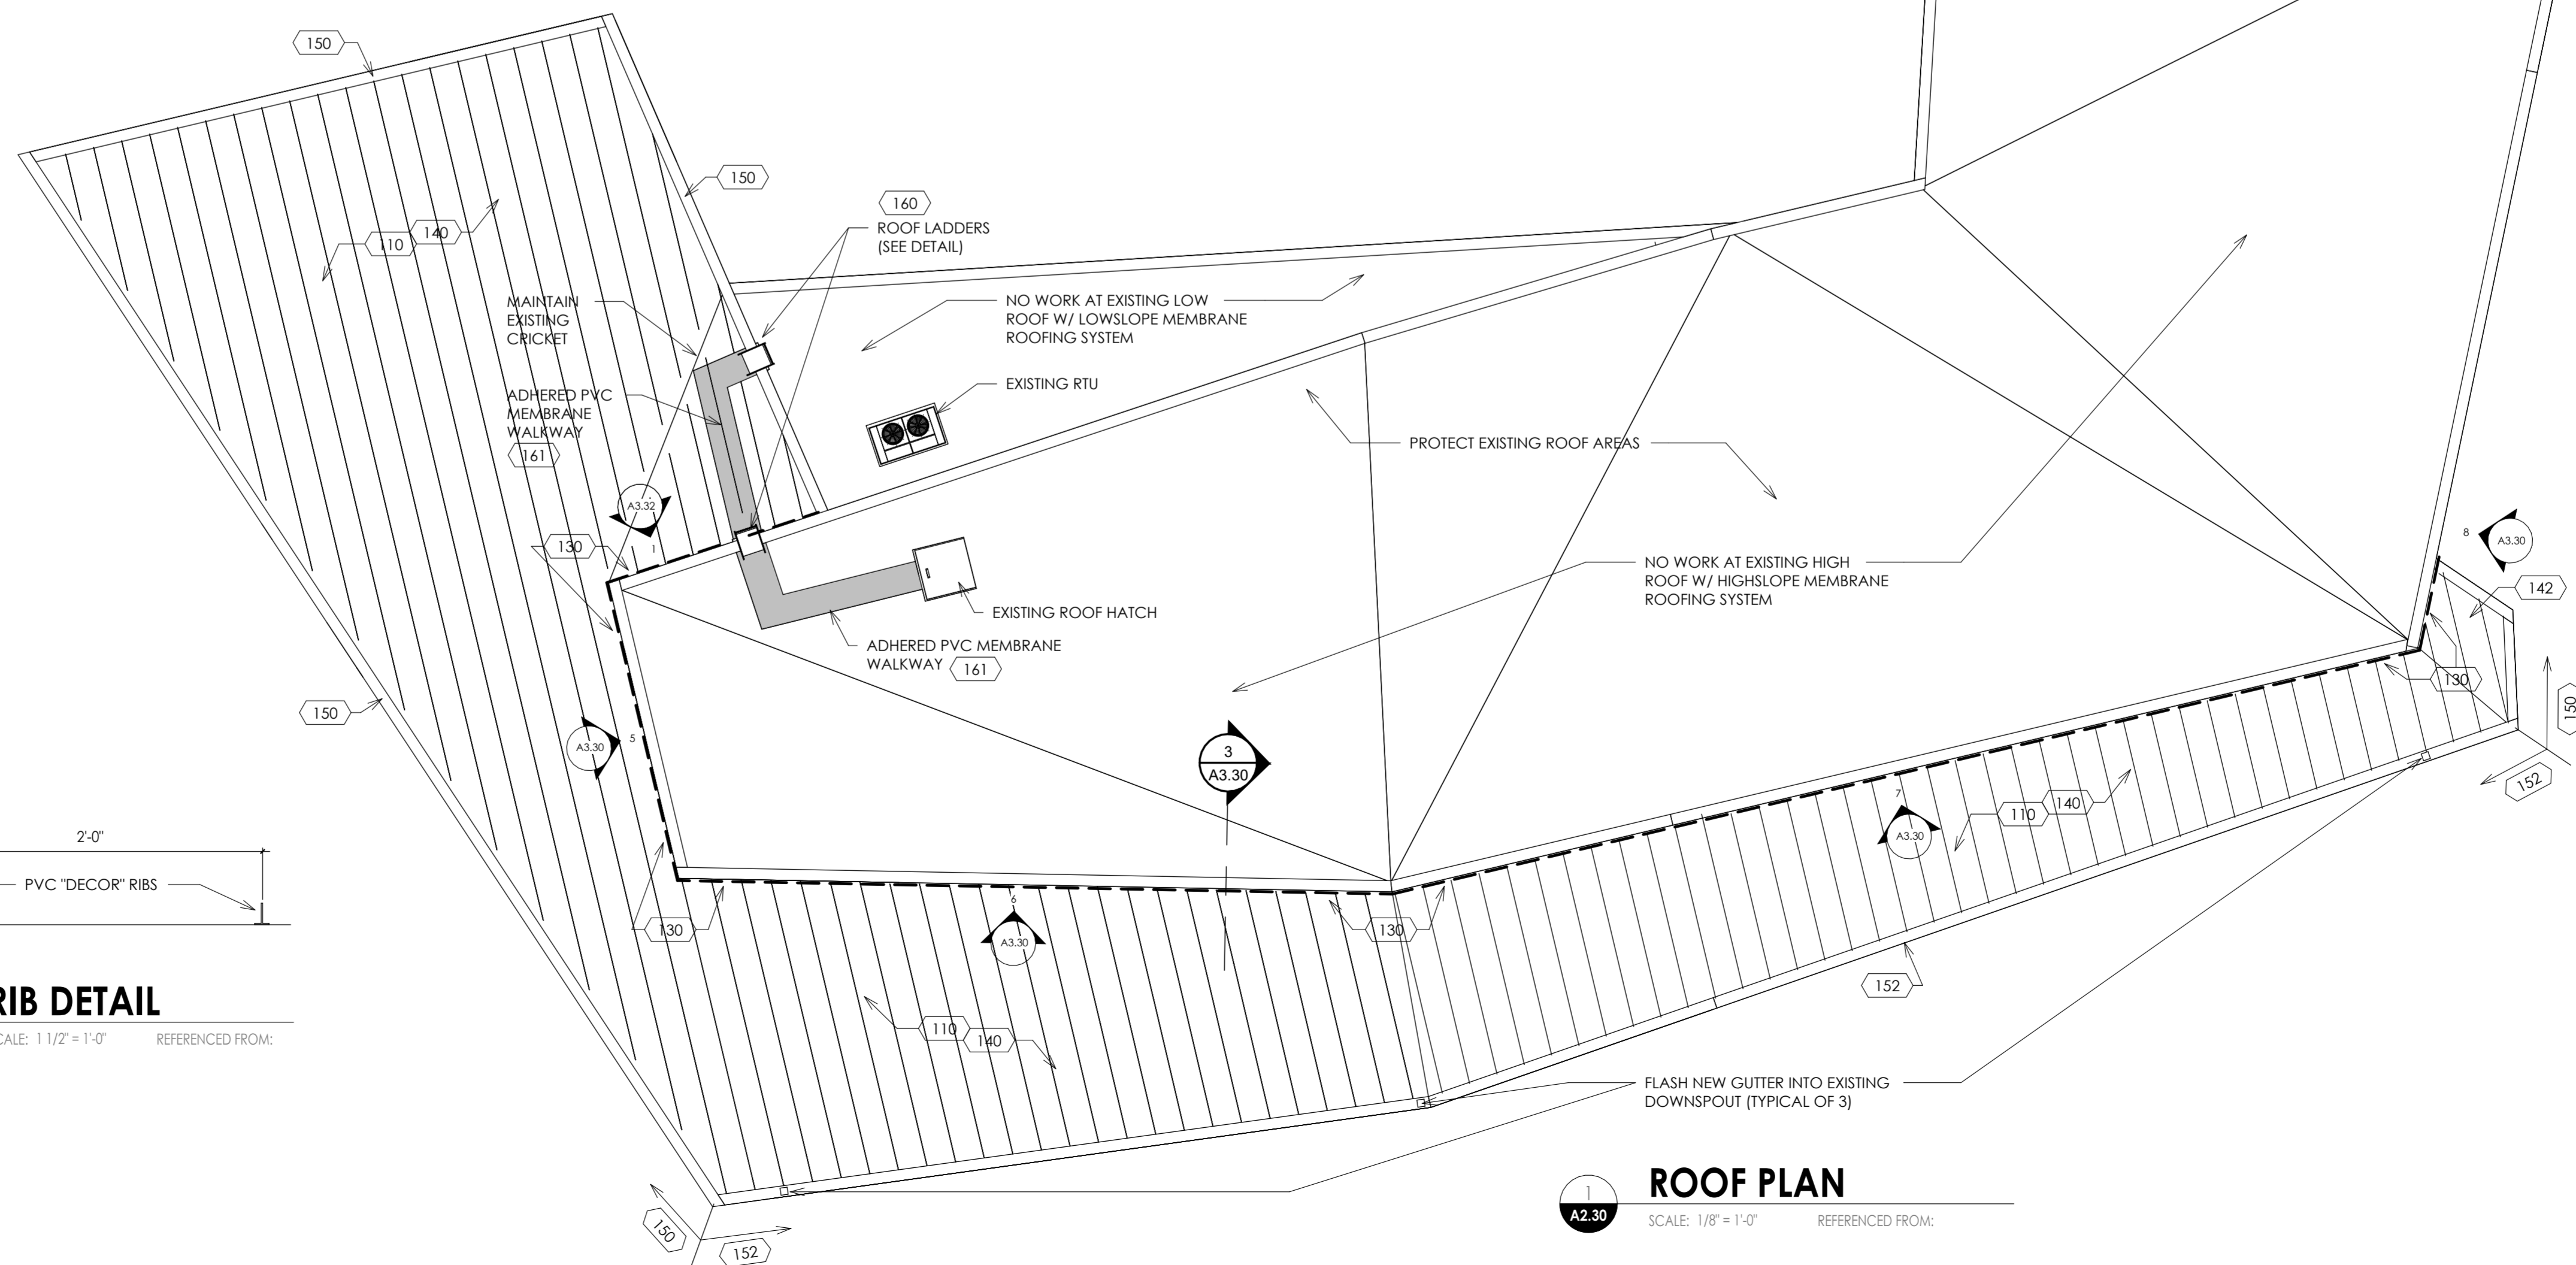 150
150
160
ROOF LADDERS
(SEE DETAIL)
110
140
MAINTAIN
EXISTING
CRICKET
NO WORK AT EXISTING LOW
ROOF W/ LOWSLOPE MEMBRANE
ROOFING SYSTEM
ADHERED PVC
MEMBRANE
WALKWAY
161
EXISTING RTU
PROTECT EXISTING ROOF AREAS
A3.32
1
130
NO WORK AT EXISTING HIGH
ROOF W/ HIGHSLOPE MEMBRANE
ROOFING SYSTEM
8
A3.30
142
EXISTING ROOF HATCH
ADHERED PVC MEMBRANE
WALKWAY
161
130
150
150
152
A3.30
5
3
A3.30
7
A3.30
110
140
2'-0"
PVC "DECOR" RIBS
RIB DETAIL
SCALE: 1 1/2" = 1'-0"
REFERENCED FROM:
130
6
A3.30
130
152
110
140
FLASH NEW GUTTER INTO EXISTING
DOWNSPOUT (TYPICAL OF 3)
150
152
1
A2.30
ROOF PLAN
SCALE: 1/8" = 1'-0"
REFERENCED FROM: